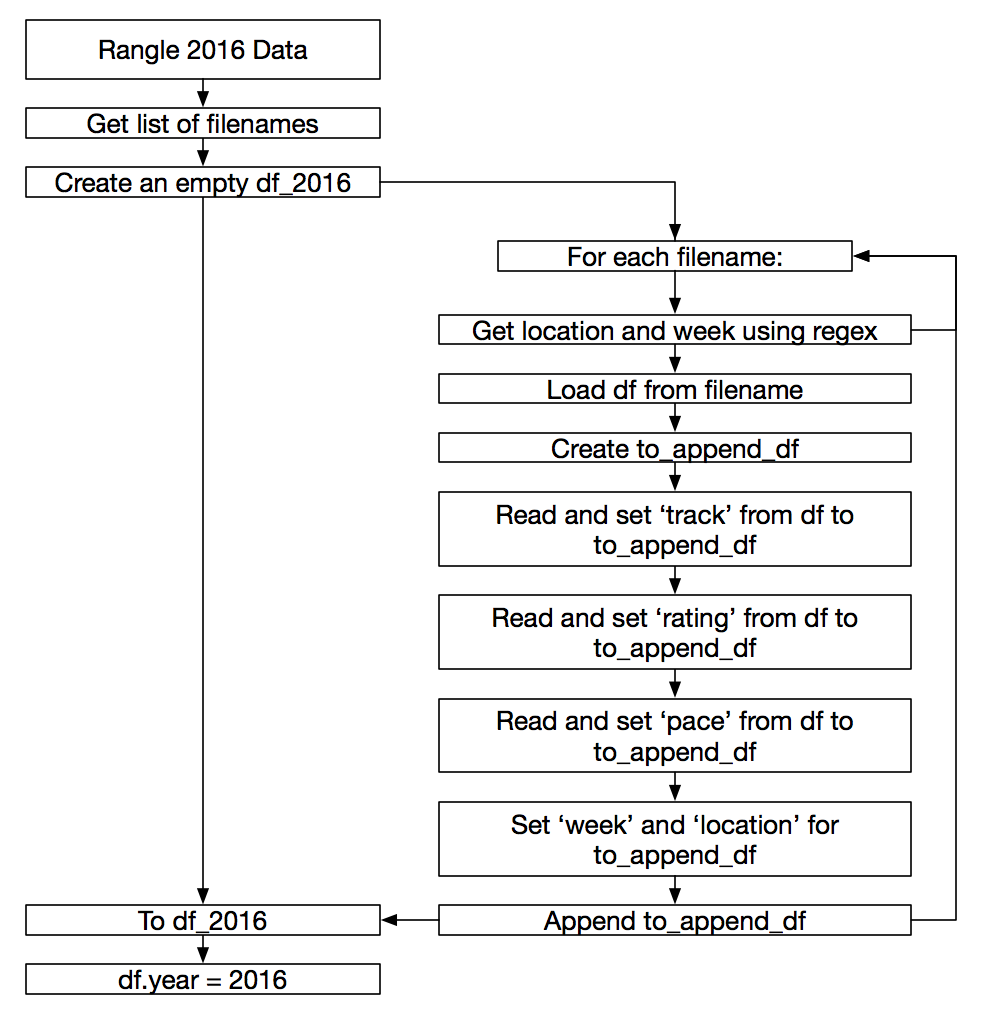 Rangle 2016 Data
Get list of filenames
Create an empty df_2016
For each filename:
Get location and week using regex
Load df from filename
Create to_append_df
Read and set ‘track’ from df to
to_append_df
Read and set ‘rating’ from df to
to_append_df
Read and set ‘pace’ from df to
to_append_df
Set ‘week’ and ‘location’ for
to_append_df
Append to_append_df
To df_2016
df.year = 2016